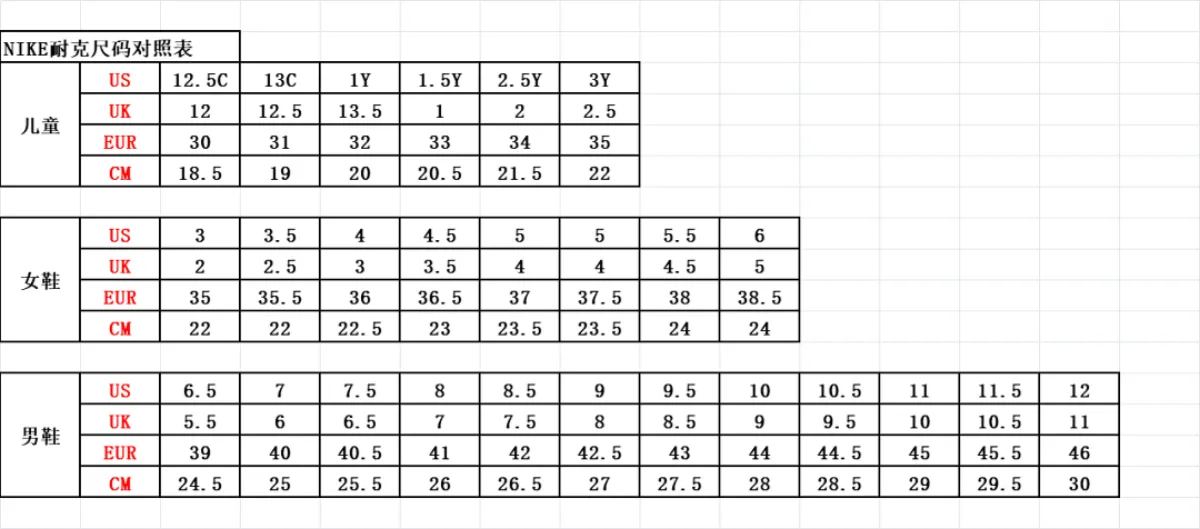 NIKE耐克尺码对照表
US 12.5C 13C 1Y 1.5Y 2.5Y 3Y
UK 12 12.5 13.5 1 2 2.5
儿童
EUR 30 31 32 33 34 35
CM 18.5 19 20 20.5 21.5 22
US 3 3.5 4 4.5 5 5 5.5 6
UK 2 2.5 3 3.5 4 4 4.5 5
女鞋
EUR 35 35.5 36 36.5 37 37.5 38 38.5
CM 22 22 22.5 23 23.5 23.5 24 24
US 6.5 7 7.5 8 8.5 9 9.5 10 10.5 11 11.5 12
UK 5.5 6 6.5 7 7.5 8 8.5 9 9.5 10 10.5 11
男鞋
EUR 39 40 40.5 41 42 42.5 43 44 44.5 45 45.5 46
CM 24.5 25 25.5 26 26.5 27 27.5 28 28.5 29 29.5 30